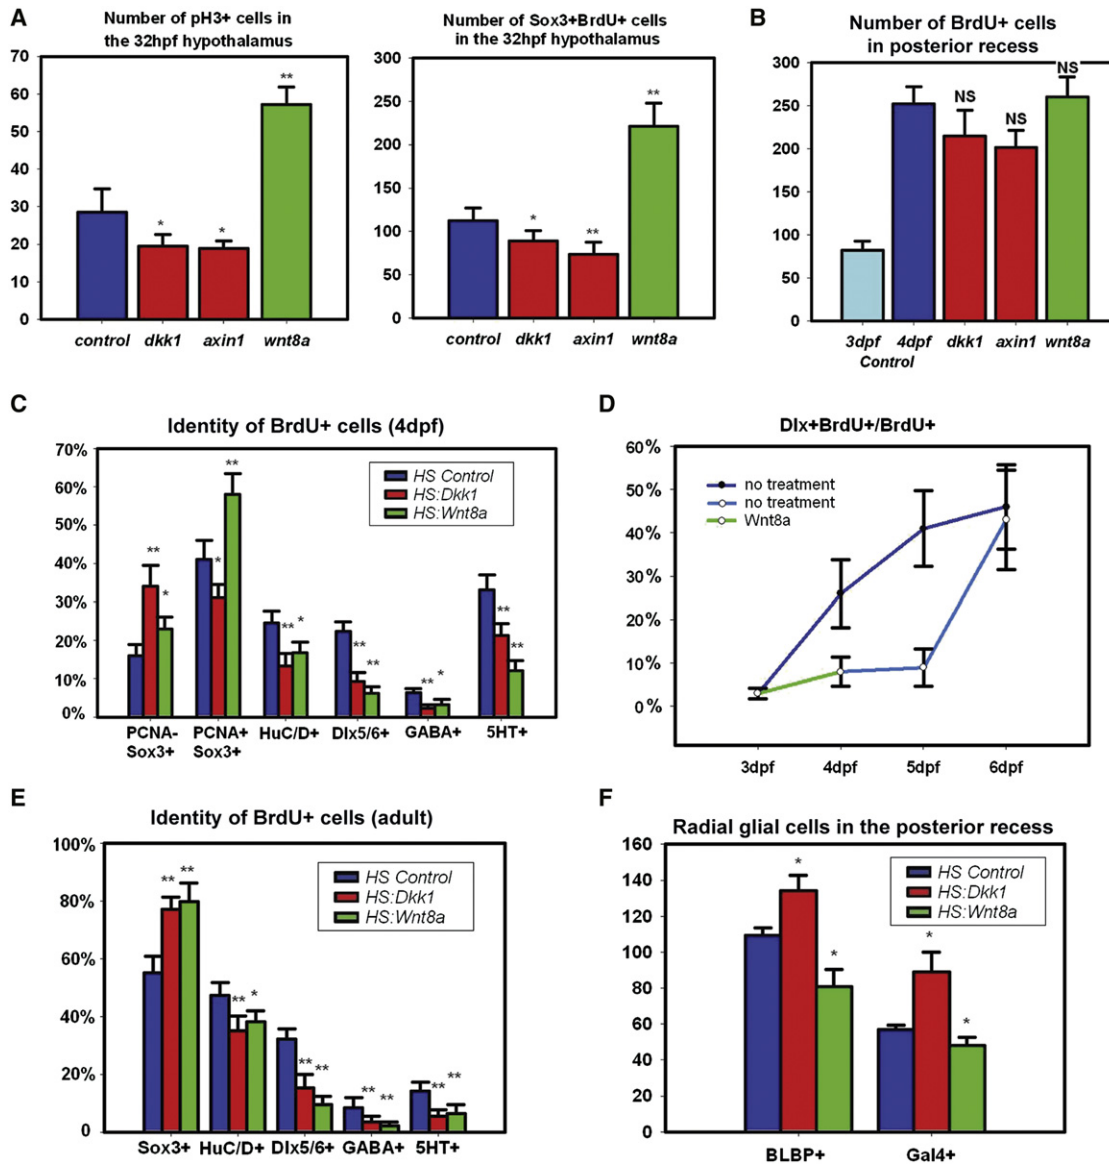 A
Number of pH3+ cells in
the 32hpf hypothalamus
70
60
50
40
30
20
10
0
*
*
**
control dkk1 axin1 wnt8a
Number of Sox3+BrdU+ cells
in the 32hpf hypothalamus
300
250
200
150
100
50
0
*
**
**
control dkk1 axin1 wnt8a
B
Number of BrdU+ cells
in posterior recess
300
250
200
150
100
50
0
NS
NS
NS
3dpf 4dpf dkk1 axin1 wnt8a
Control
C
Identity of BrdU+ cells (4dpf)
70%
60%
50%
40%
30%
20%
10%
0%
HS Control
HS:Dkk1
HS:Wnt8a
** *
* **
** *
** **
** *
** **
PCNA- PCNA+ HuC/D+ Dlx5/6+ GABA+ 5HT+
Sox3+ Sox3+
D
Dlx+BrdU+/BrdU+
60%
50%
40%
30%
20%
10%
0%
no treatment
no treatment
Wnt8a
3dpf 4dpf 5dpf 6dpf
E
Identity of BrdU+ cells (adult)
100%
80%
60%
40%
20%
0
HS Control
HS:Dkk1
HS:Wnt8a
** **
** *
** **
** **
** **
Sox3+ HuC/D+ Dlx5/6+ GABA+ 5HT+
F
Radial glial cells in the posterior recess
160
140
120
100
80
60
40
20
0
HS Control
HS:Dkk1
HS:Wnt8a
* *
* *
BLBP+ Gal4+